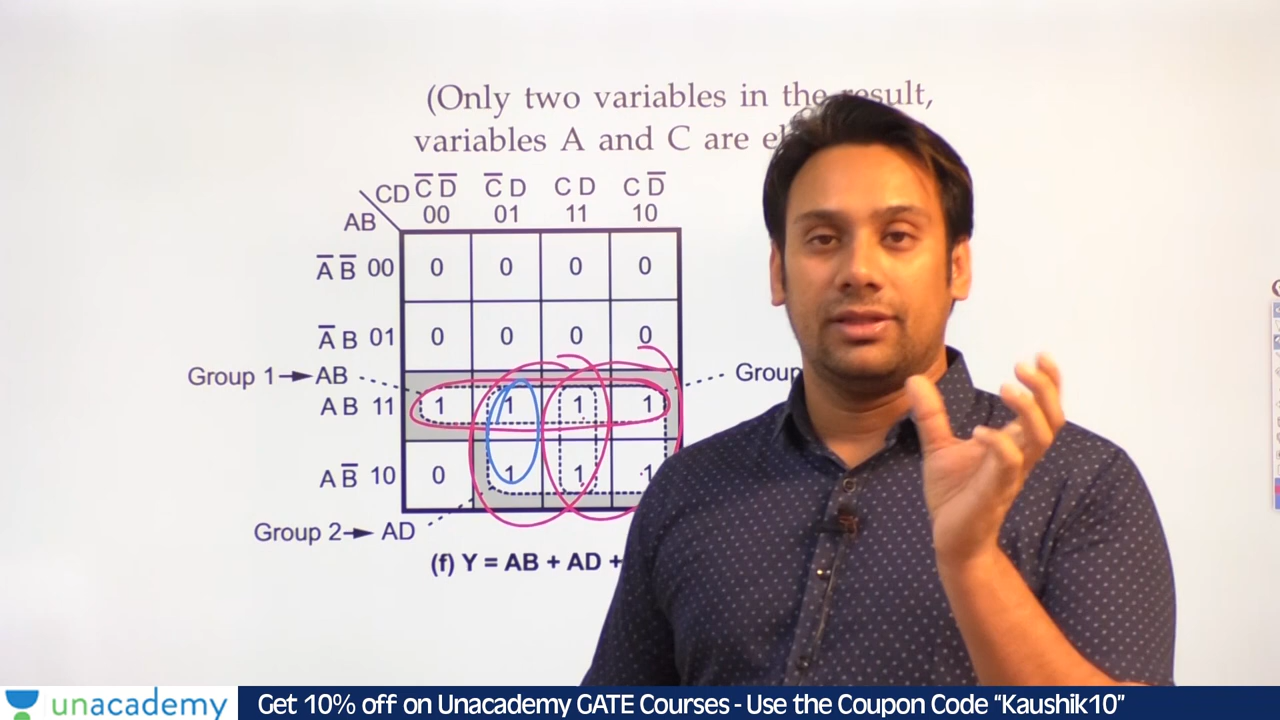 (Only two variables in the result,
variables A and C are
CD C̅ D̅ C̅ D C D C D̅
AB 00 01 11 10
A̅ B̅ 00 0 0 0 0
A̅ B 01 0 0 0 0
Group 1→ AB Group
A B 11 1 1 1 1
A B̅ 10 0 1 1 1
Group 2→ AD
(f) Y = AB + AD +
unacademy Get 10% off on Unacademy GATE Courses - Use the Coupon Code “Kaushik10”